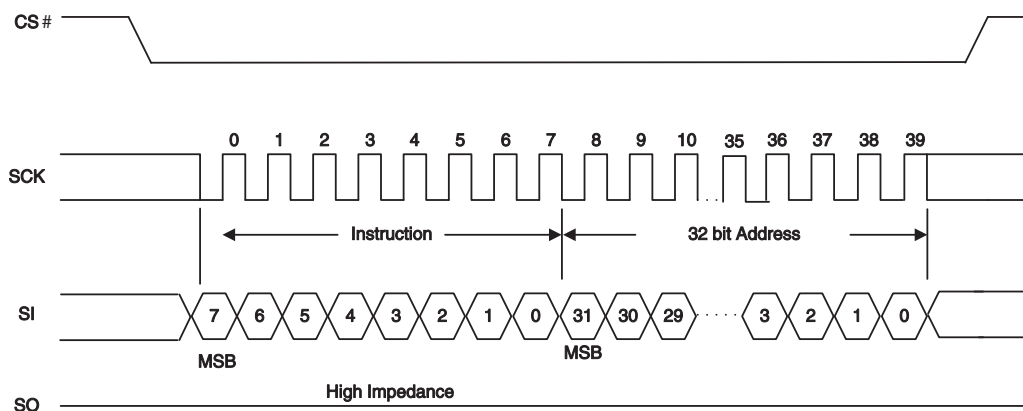 CS #
0 1 2 3 4 5 6 7 8 9 10 35 36 37 38 39
SCK
Instruction 32 bit Address
SI 7 6 5 4 3 2 1 0 31 30 29 3 2 1 0
MSB MSB
High Impedance
SO